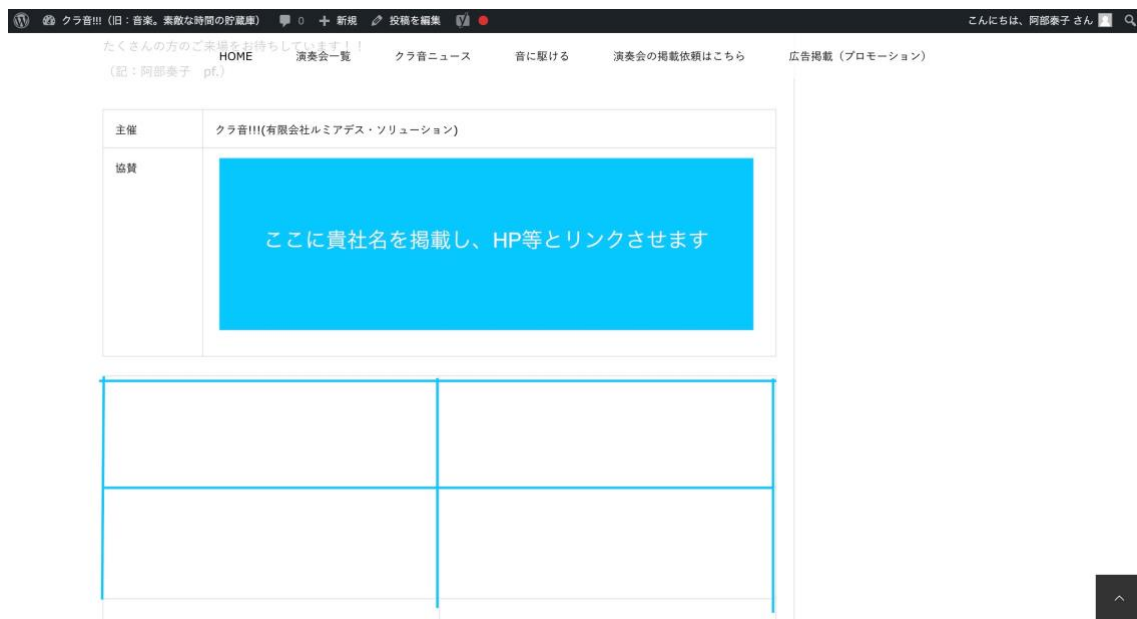 クラ音!!!（旧：音楽。素敵な時間の貯蔵庫） 0 新規 投稿を編集 こんにちは、阿部泰子 さん
たくさんの方のご来場をお待ちしています！！
HOME 演奏会一覧 クラ音ニュース 音に駆ける 演奏会の掲載依頼はこちら 広告掲載（プロモーション）
（記：阿部泰子 pf.）
主催 クラ音!!!(有限会社ルミアデス・ソリューション)
協賛
ここに貴社名を掲載し、HP等とリンクさせます